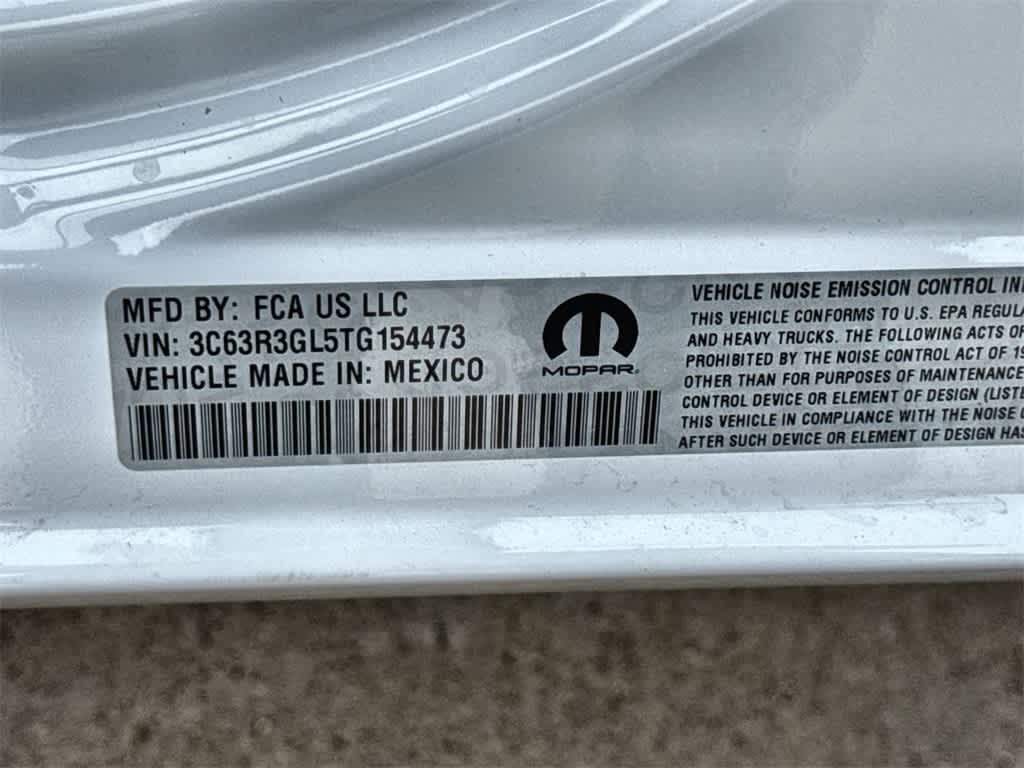 MFD BY: FCA US LLC
VIN: 3C63R3GL5TG154473
VEHICLE MADE IN: MEXICO
MOPAR®
VEHICLE NOISE EMISSION CONTROL
THIS VEHICLE CONFORMS TO U.S. EPA
AND HEAVY TRUCKS. THE FOLLOWING ACTS
PROHIBITED BY THE NOISE CONTROL ACT OF
OTHER THAN FOR PURPOSES OF MAINTENANCE
CONTROL DEVICE OR ELEMENT OF DESIGN
THIS VEHICLE IN COMPLIANCE WITH THE NOISE
AFTER SUCH DEVICE OR ELEMENT OF DESIGN HAS